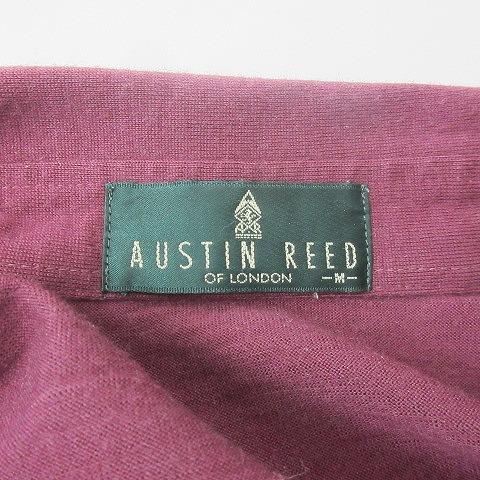 AUSTIN REED
OF LONDON
-M-